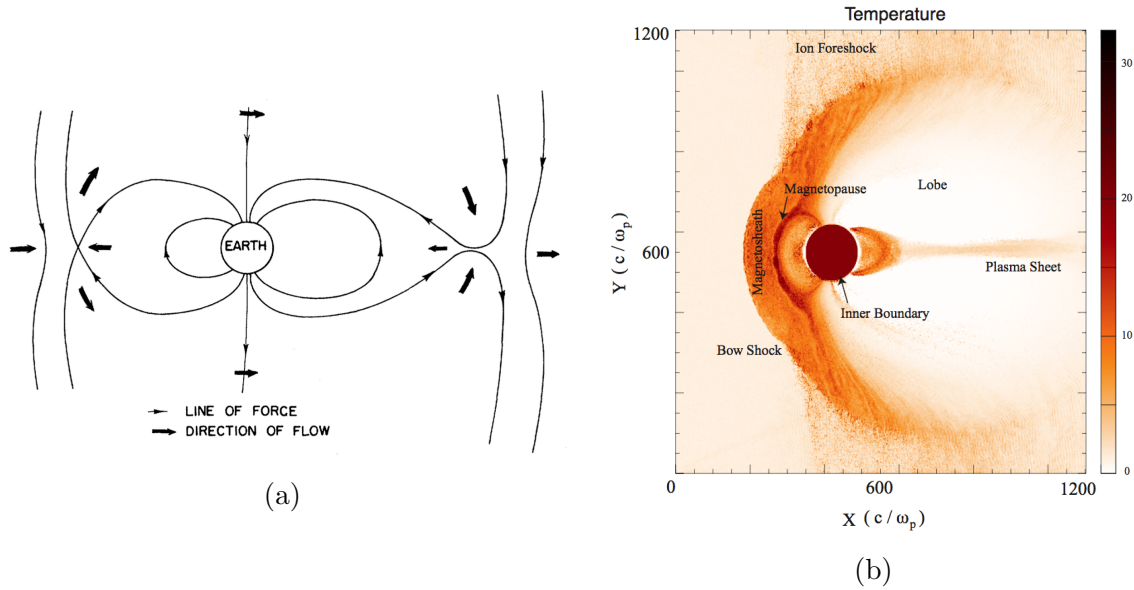 EARTH
LINE OF FORCE
DIRECTION OF FLOW
(a)
Temperature
1200
Y ( c / ω_p )
600
0
Ion Foreshock
Magnetopause
Lobe
Magnetosheath
Plasma Sheet
Inner Boundary
Bow Shock
30
20
10
0
0
600
1200
X ( c / ω_p )
(b)